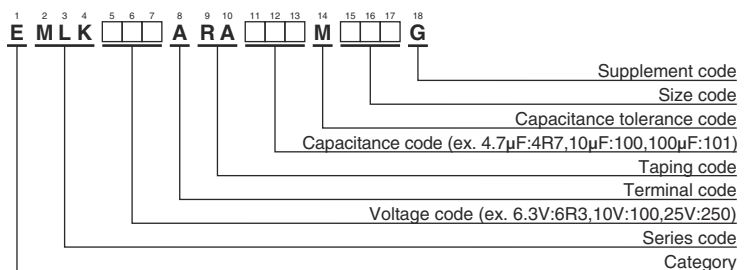 1 2 3 4 5 6 7 8 9 10 11 12 13 14 15 16 17 18
E MLK A RA M G
Supplement code
Size code
Capacitance tolerance code
Capacitance code (ex. 4.7μF:4R7,10μF:100,100μF:101)
Taping code
Terminal code
Voltage code (ex. 6.3V:6R3,10V:100,25V:250)
Series code
Category